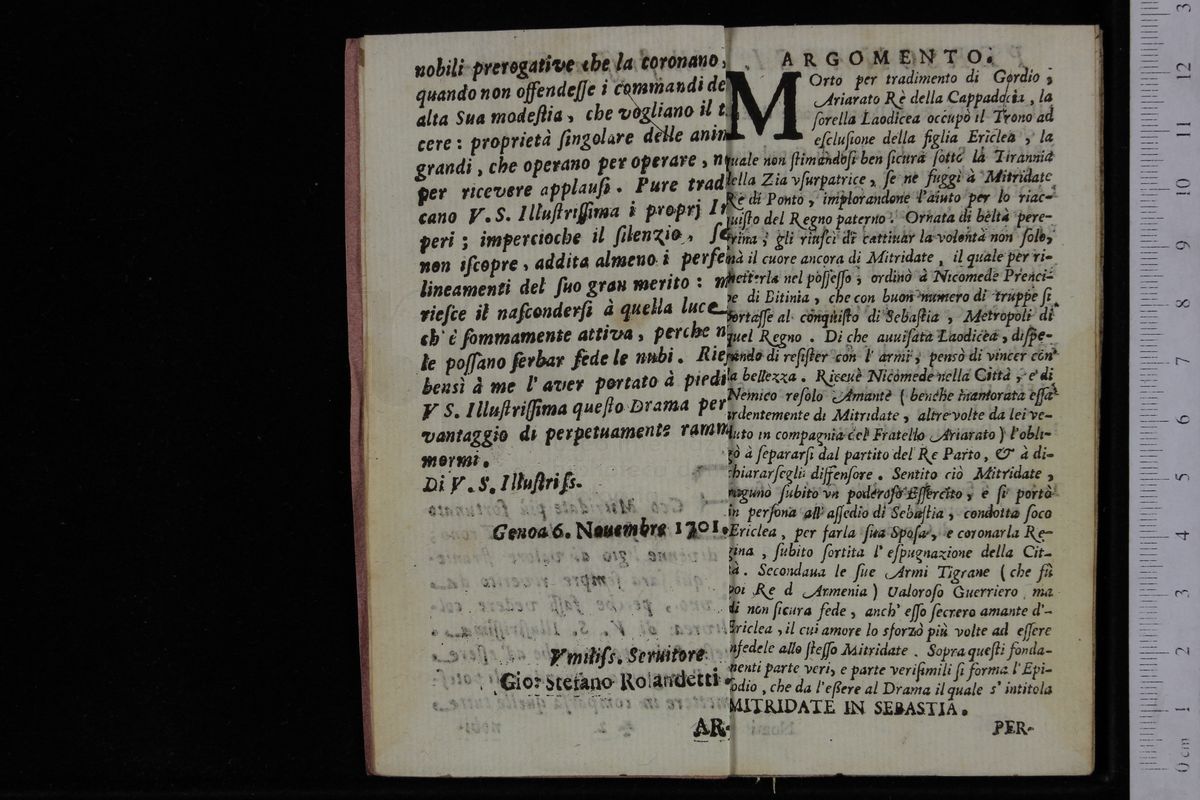 nobili prerogative che la coronano,
quando non offendesse i commandi de
alta Sua modestia, che vogliano il t
cere: proprietà singolare delle anim
grandi, che operano per operare, n
per ricevere applausi. Pure trad
cano V. S. Illustrissima i proprj Im
peri; impercioche il silenzio, se
non iscopre, addita almeno i perfe
lineamenti del suo gran merito: m
riesce il nascondersi à quella luce
ch' è sommamente attiva, perche n
le possano serbar fede le nubi. Rie
bensì à me l' aver portato à piedi
V S. Illustrissima questo Drama per
vantaggio di perpetuamente ramm
mormi.
Di V. S. Illustriss.
Genoa 6. Nouembre 1701.
Vmiliss. Seruitore
Gio: Stefano Rolandetti
AR-
ARGOMENTO.
MOrto per tradimento di Gordio,
Ariarato Rè della Cappadocia, la
sorella Laodicea occupò il Trono ad
esclusione della figlia Ericlea, la
quale non stimandosi ben sicura sotto la Tirannia
della Zia vsurpatrice, se ne fuggì à Mitridate
Rè di Ponto, implorandone l'aiuto per lo riac-
quisto del Regno paterno. Ornata di beltà pere-
rina; gli riuscì di cattiuar la volontà non solo,
mà il cuore ancora di Mitridate, il quale per ri-
metterla nel possesso, ordinò à Nicomede Prenci-
pe di Bitinia, che con buon numero di truppe si
portasse al conquisto di Sebastia, Metropoli di
quel Regno. Di che auuisata Laodicea, dispe-
rando di resister con l' armi, pensò di vincer con
la bellezza. Riceuè Nicomede nella Città, e di
Nemico resolo Amante (benche inamorata essa
ardentemente di Mitridate, altre volte da lei ve-
duto in compagnia del Fratello Ariarato) l'obli-
gò à separarsi dal partito del Re Parto, & à di-
chiararsegli diffensore. Sentito ciò Mitridate,
raguno subito vn poderoso Essercito, e si portò
in persona all' assedio di Sebastia, condotta soco
Ericlea, per farla sua Sposa, e coronarla Re-
gina, subito sortita l' espugnazione della Cit-
tà. Secondaua le sue Armi Tigrane (che fù
poi Re d Armenia) Valoroso Guerriero ma
di non sicura fede, anch' esso secrero amante d'-
Ericlea, il cui amore lo sforzò più volte ad essere
nfedele allo stesso Mitridate. Sopra questi fonda-
menti parte veri, e parte verisimili si forma l'Epi-
odio, che da l'essere al Drama il quale s' intitola
MITRIDATE IN SEBASTIA.
PER-